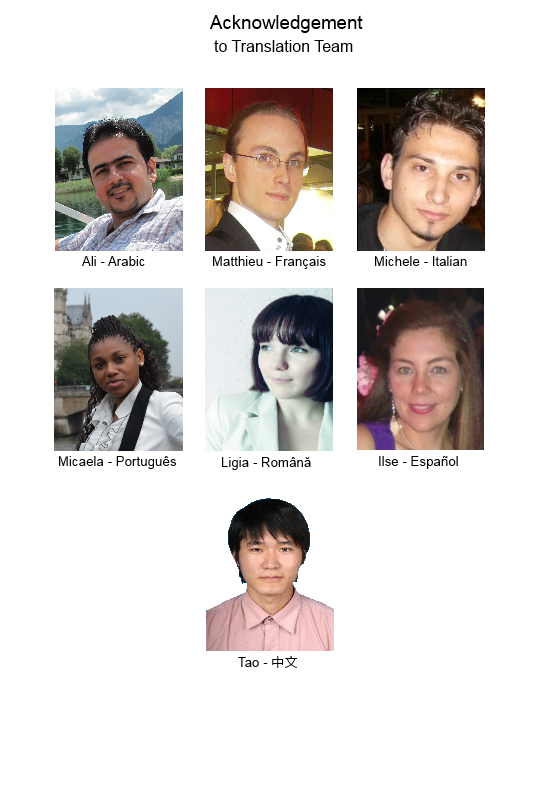 Acknowledgement
to Translation Team
Ali - Arabic
Matthieu - Français
Michele - Italian
Micaela - Português
Ligia - Română
Ilse - Español
Tao - 中文